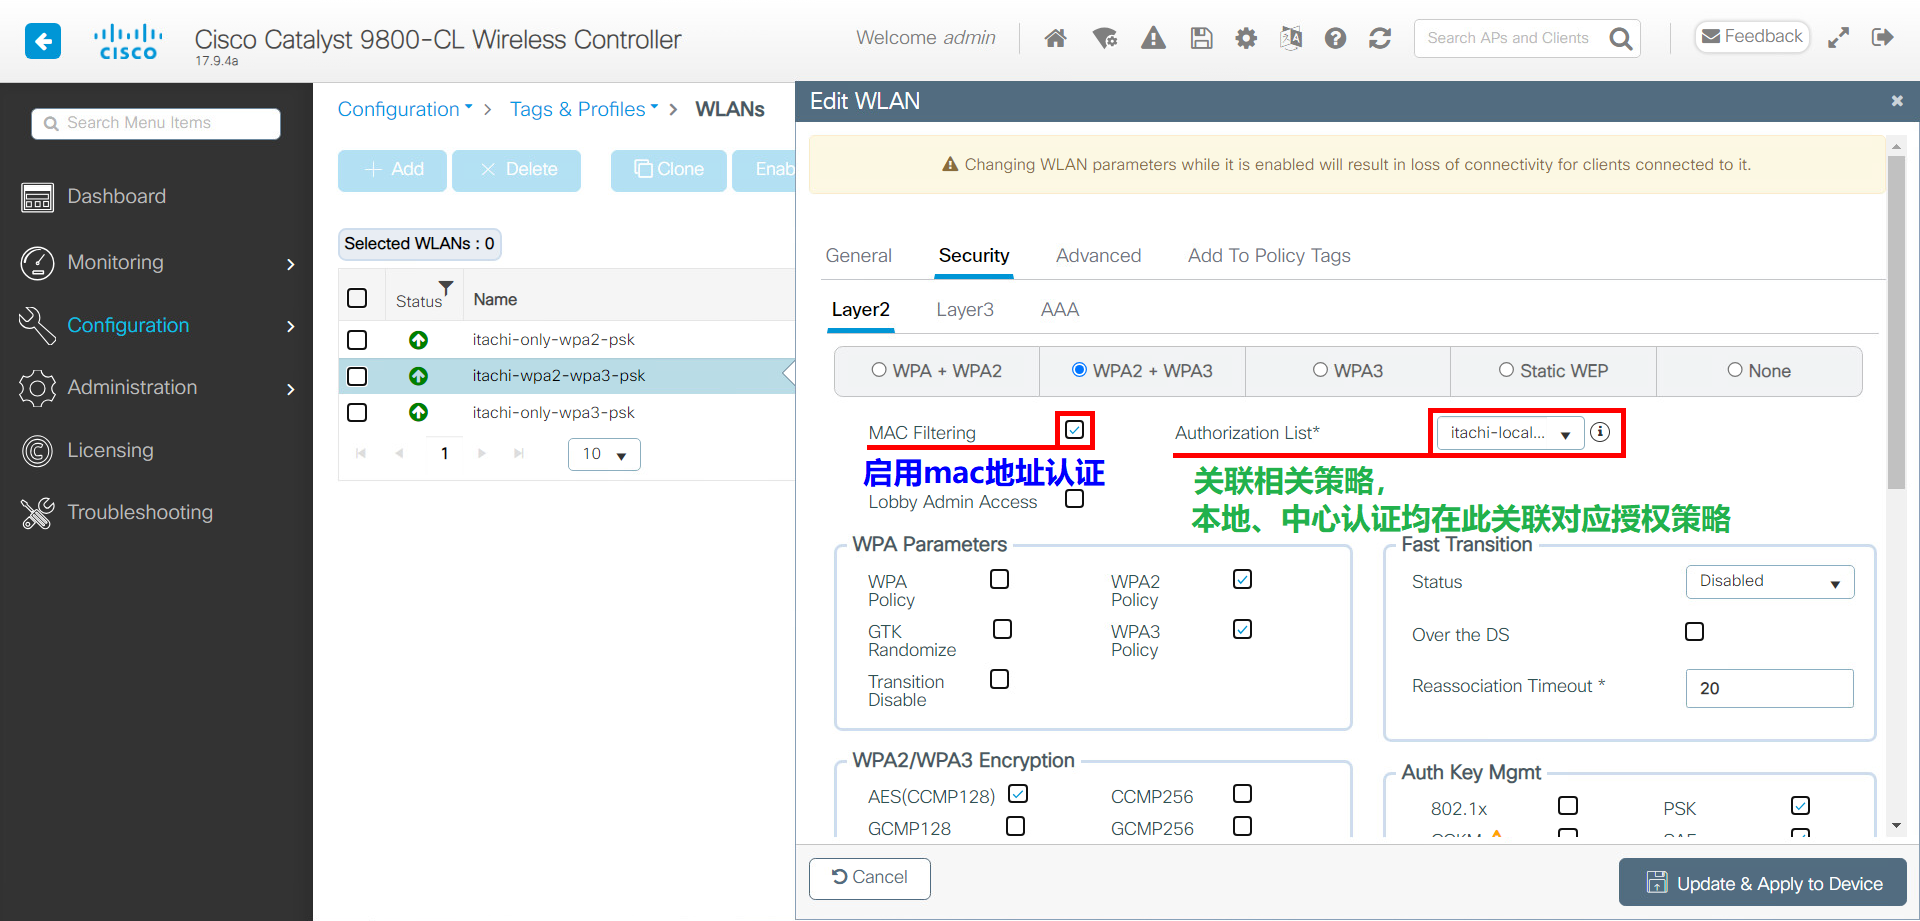 CISCO
Cisco Catalyst 9800-CL Wireless Controller
17.9.4a
Welcome admin
Search APs and Clients
Feedback
Search Menu Items
Dashboard
Monitoring
Configuration
Administration
Licensing
Troubleshooting
Configuration > Tags & Profiles > WLANs
Add
Delete
Clone
Enab
Selected WLANs : 0
Status
Name
itachi-only-wpa2-psk
itachi-wpa2-wpa3-psk
itachi-only-wpa3-psk
1
10
Edit WLAN
Changing WLAN parameters while it is enabled will result in loss of connectivity for clients connected to it.
General
Security
Advanced
Add To Policy Tags
Layer2
Layer3
AAA
WPA + WPA2
WPA2 + WPA3
WPA3
Static WEP
None
MAC Filtering
Authorization List*
itachi-local...
启用mac地址认证
关联相关策略，
本地、中心认证均在此关联对应授权策略
Lobby Admin Access
WPA Parameters
WPA
Policy
WPA2
Policy
GTK
Randomize
WPA3
Policy
Transition
Disable
Fast Transition
Status
Disabled
Over the DS
Reassociation Timeout *
20
WPA2/WPA3 Encryption
AES(CCMP128)
CCMP256
GCMP128
GCMP256
Auth Key Mgmt
802.1x
PSK
Cancel
Update & Apply to Device